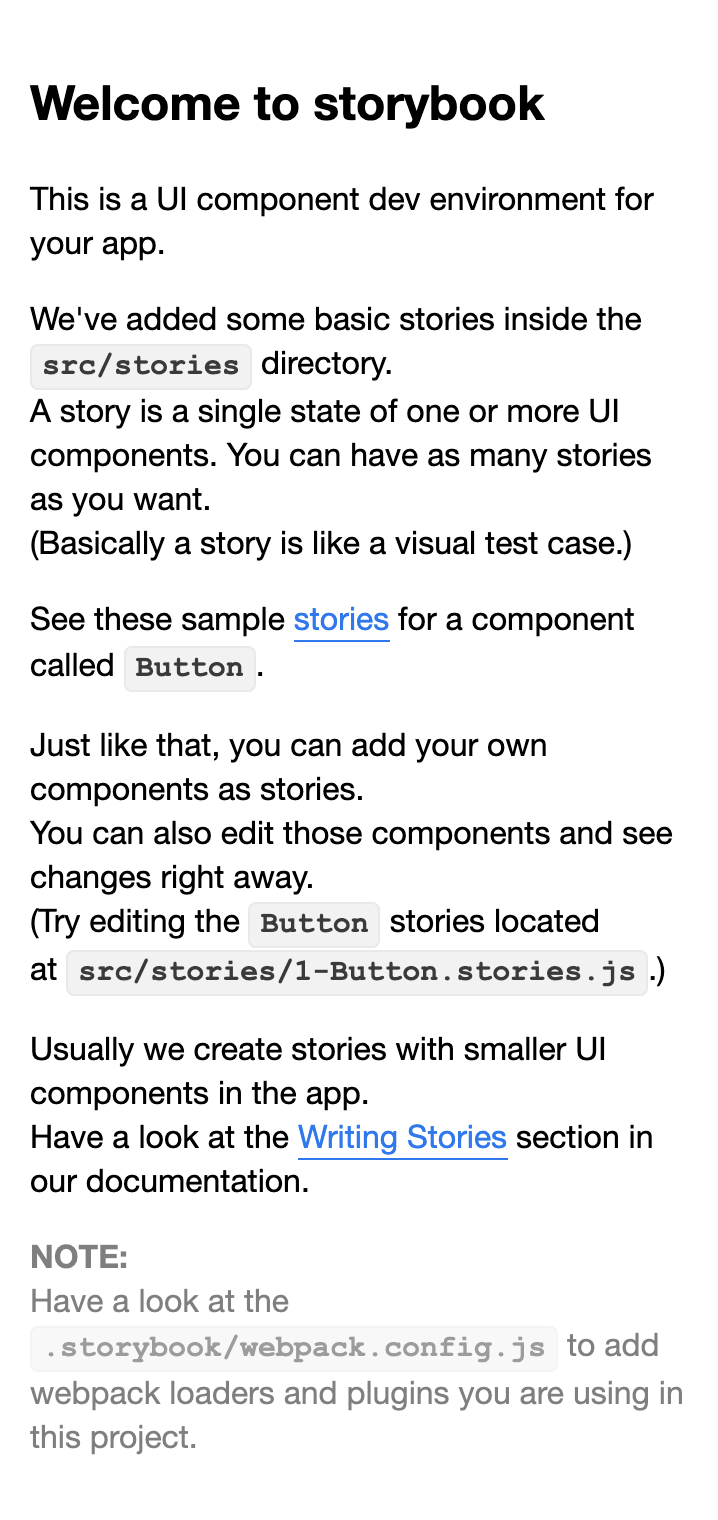 Welcome to storybook
This is a UI component dev environment for
your app.
We've added some basic stories inside the
src/stories directory.
A story is a single state of one or more UI
components. You can have as many stories
as you want.
(Basically a story is like a visual test case.)
See these sample stories for a component
called Button.
Just like that, you can add your own
components as stories.
You can also edit those components and see
changes right away.
(Try editing the Button stories located
at src/stories/1-Button.stories.js.)
Usually we create stories with smaller UI
components in the app.
Have a look at the Writing Stories section in
our documentation.
NOTE:
Have a look at the
.storybook/webpack.config.js to add
webpack loaders and plugins you are using in
this project.